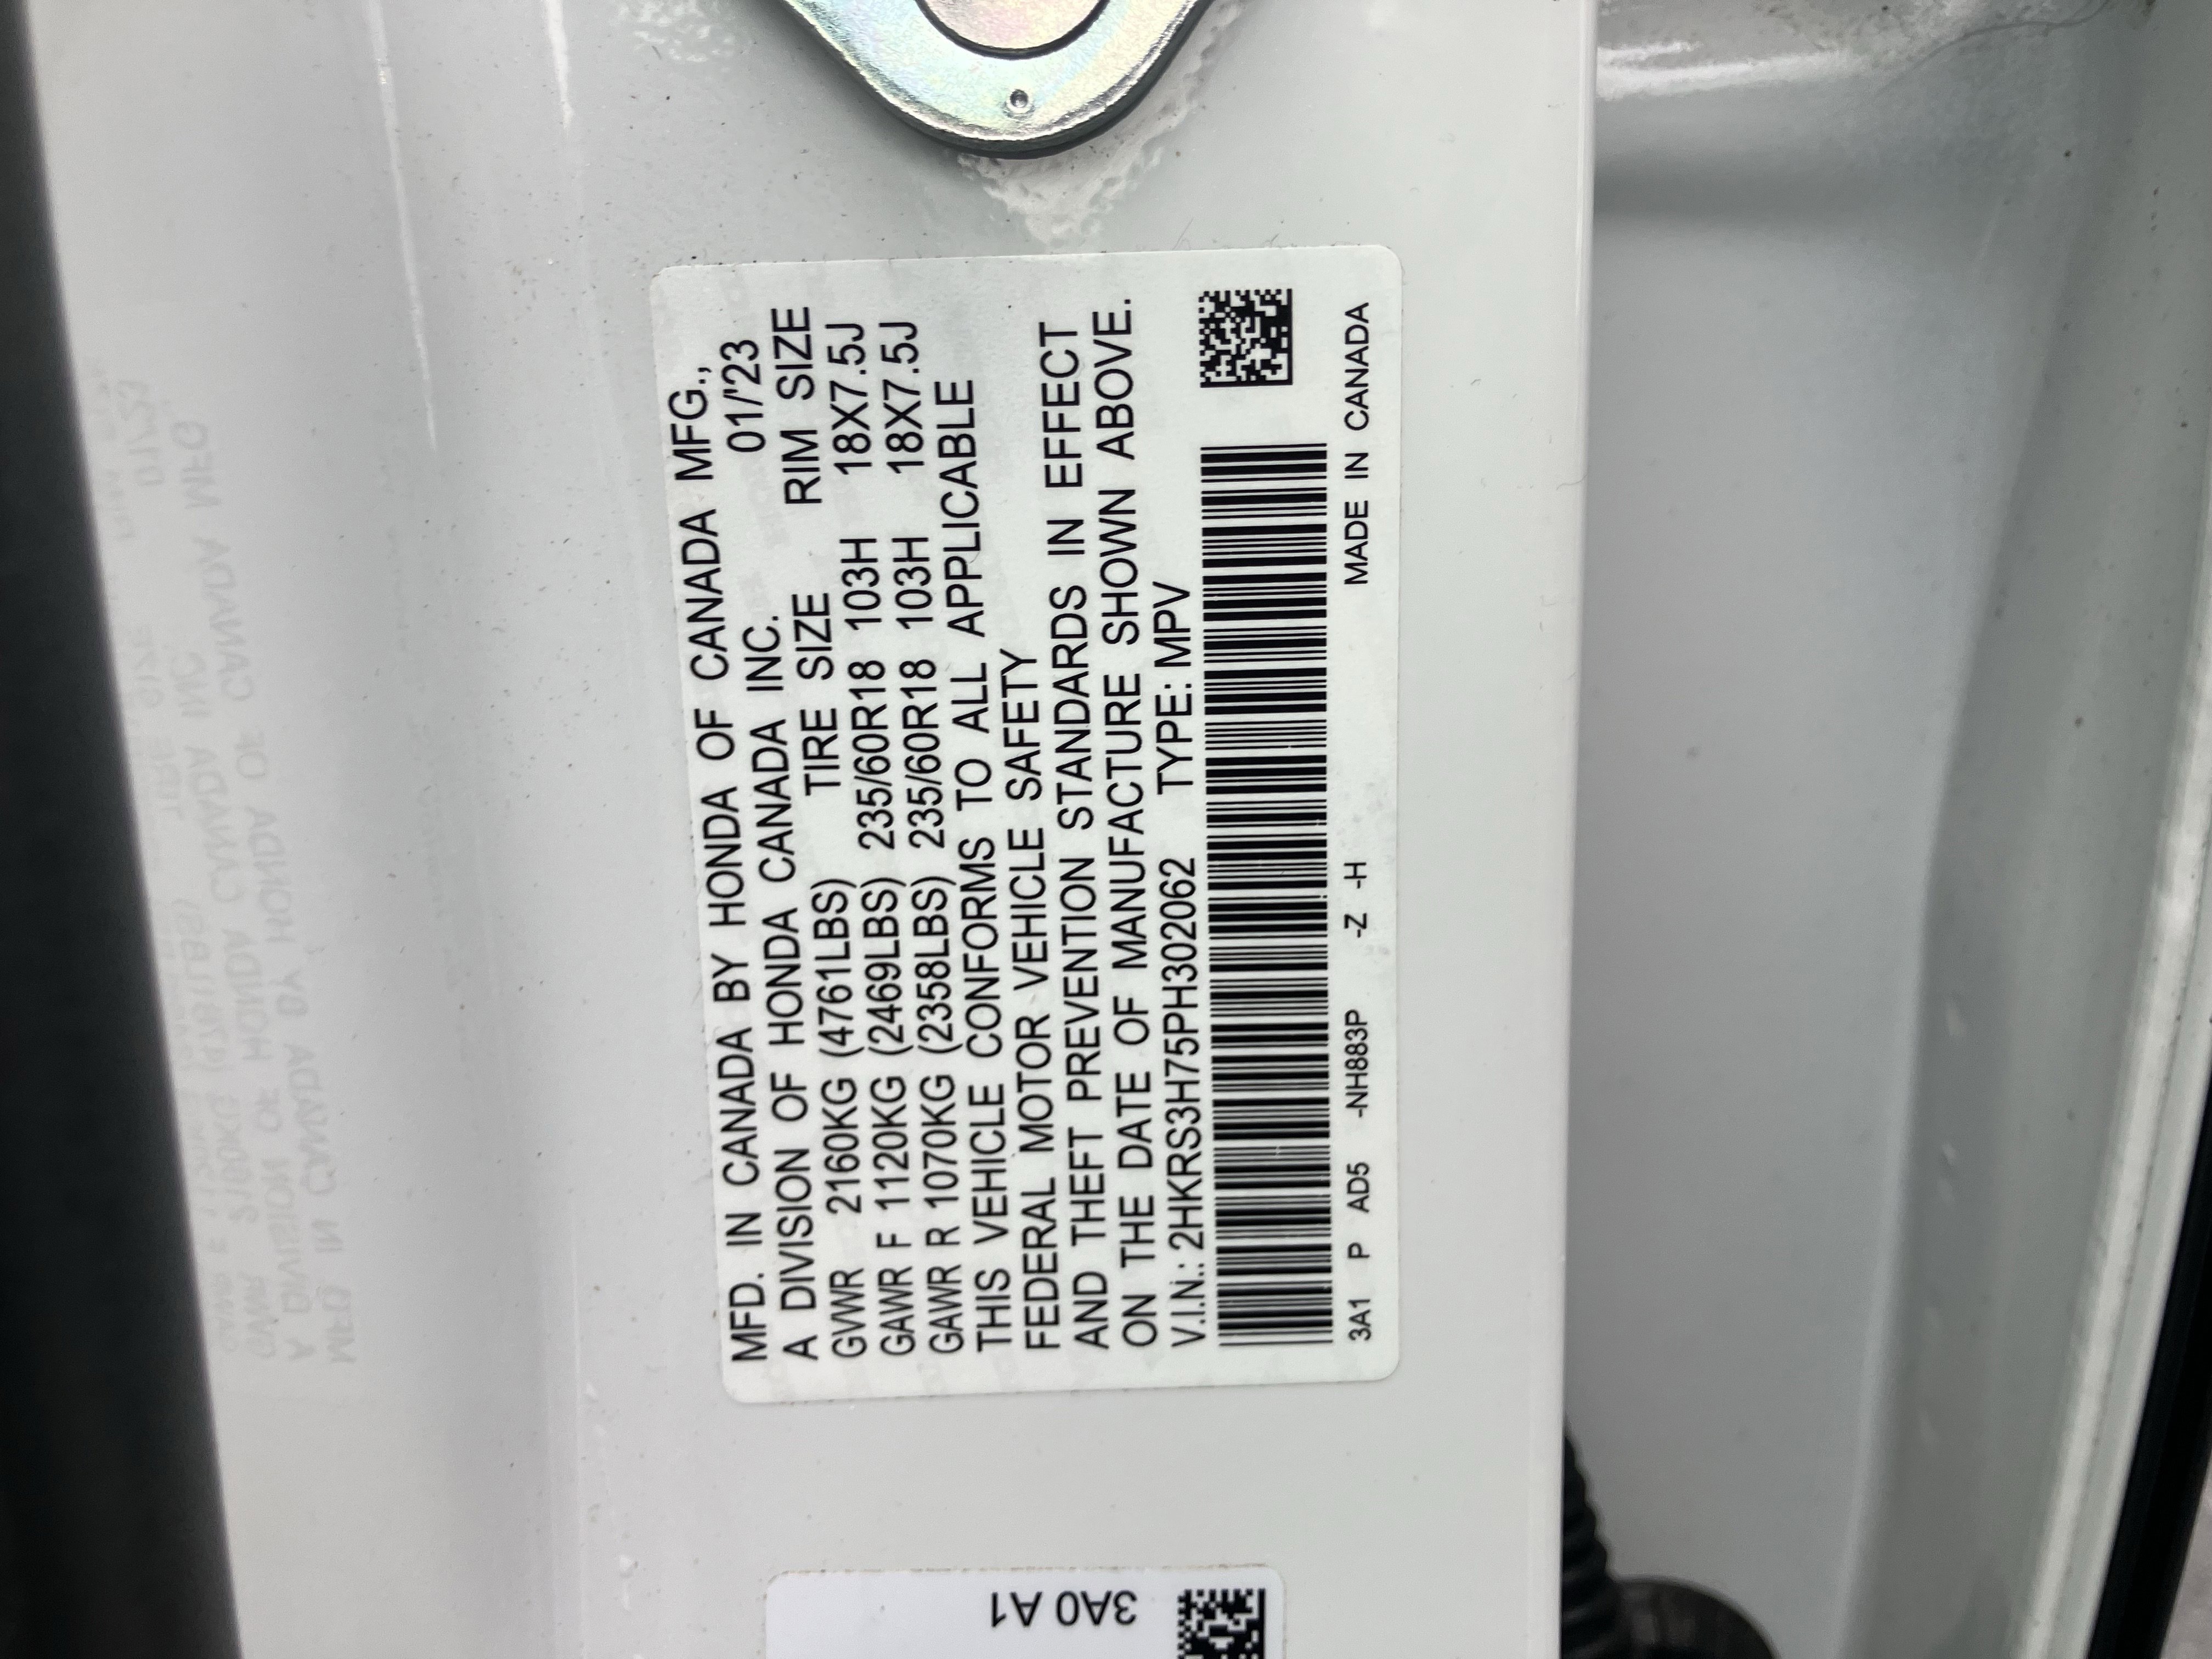 MFD. IN CANADA BY HONDA OF CANADA MFG.,
A DIVISION OF HONDA CANADA INC. 01/'23
TIRE SIZE RIM SIZE
GVWR 2160KG (4761LBS) 235/60R18 103H 18X7.5J
GAWR F 1120KG (2469LBS) 235/60R18 103H 18X7.5J
GAWR R 1070KG (2358LBS)
THIS VEHICLE CONFORMS TO ALL APPLICABLE
FEDERAL MOTOR VEHICLE SAFETY
AND THEFT PREVENTION STANDARDS IN EFFECT
ON THE DATE OF MANUFACTURE SHOWN ABOVE.
V.I.N.: 2HKRS3H75PH302062 TYPE: MPV
3A1 P AD5 -NH883P -Z -H MADE IN CANADA
3A0 A1